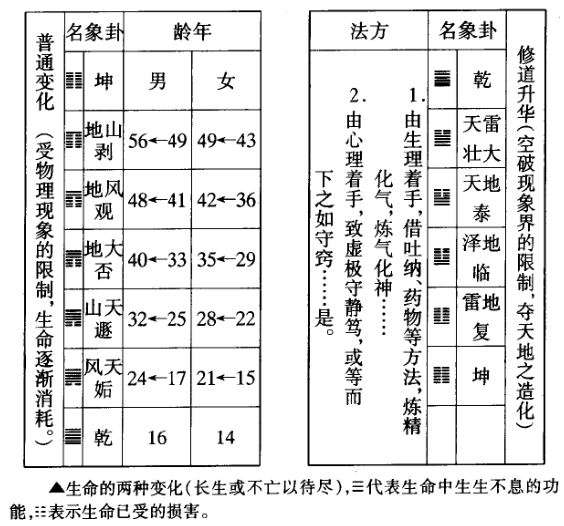 修道升华(空破现象界的限制,夺天地之造化)
卦象名
方法
乾
雷天
大壮
地天
泰
地泽
临
地雷
复
坤
1.由生理着手,借吐纳、药物等方法,炼精
化气,炼气化神……
2.由心理着手,致虚极守静笃,或等而
下之如守窍……是。
年龄
卦象名
女 男 坤
49←43 56←49 山地
剥
42←36 48←41 风地
观
35←29 40←33 大地
否
28←22 32←25 天山
遯
21←15 24←17 天风
姤
14 16 乾
普通变化 (受物理现象的限制,生命逐渐消耗。)
▲生命的两种变化(长生或不亡以待尽),☰代表生命中生生不息的功
能,☷表示生命已受的损害。